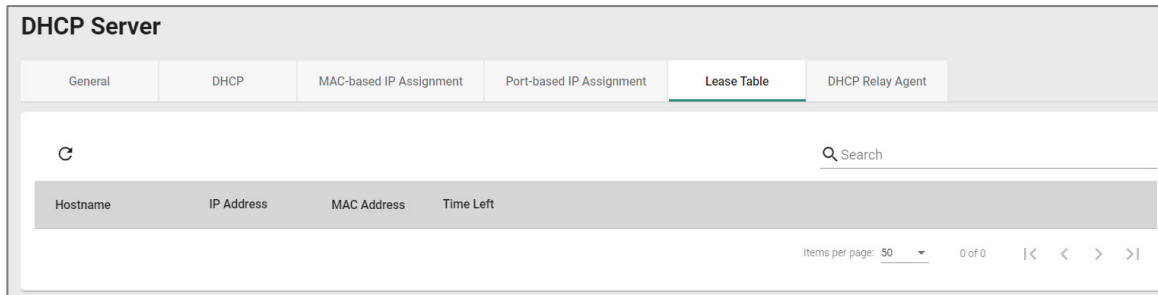 DHCP Server
General DHCP MAC-based IP Assignment Port-based IP Assignment Lease Table DHCP Relay Agent
Search
Hostname IP Address MAC Address Time Left
Items per page: 50 0 of 0